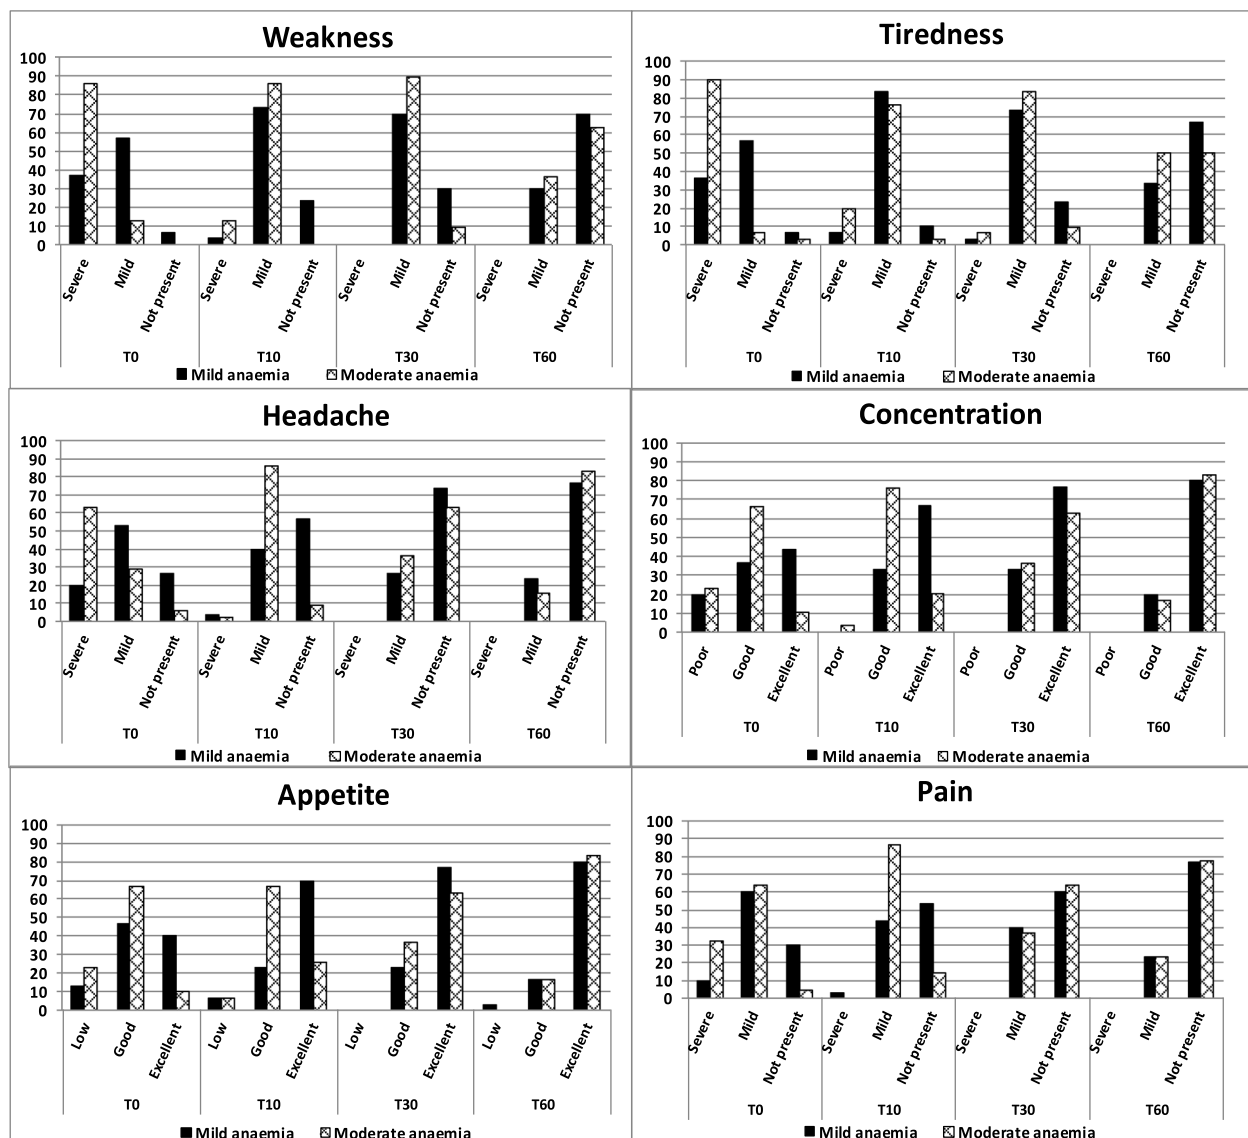 Weakness
100
90
80
70
60
50
40
30
20
10
0
Severe
Mild
Not present
Severe
Mild
Not present
Severe
Mild
Not present
Severe
Mild
Not present
T0
T10
T30
T60
Mild anaemia
Moderate anaemia
Tiredness
100
90
80
70
60
50
40
30
20
10
0
Severe
Mild
Not present
Severe
Mild
Not present
Severe
Mild
Not present
Severe
Mild
Not present
T0
T10
T30
T60
Mild anaemia
Moderate anaemia
Headache
100
90
80
70
60
50
40
30
20
10
0
Severe
Mild
Not present
Severe
Mild
Not present
Severe
Mild
Not present
Severe
Mild
Not present
T0
T10
T30
T60
Mild anaemia
Moderate anaemia
Concentration
100
90
80
70
60
50
40
30
20
10
0
Poor
Good
Excellent
Poor
Good
Excellent
Poor
Good
Excellent
Poor
Good
Excellent
T0
T10
T30
T60
Mild anaemia
Moderate anaemia
Appetite
100
90
80
70
60
50
40
30
20
10
0
Low
Good
Excellent
Low
Good
Excellent
Low
Good
Excellent
Low
Good
Excellent
T0
T10
T30
T60
Mild anaemia
Moderate anaemia
Pain
100
90
80
70
60
50
40
30
20
10
0
Severe
Mild
Not present
Severe
Mild
Not present
Severe
Mild
Not present
Severe
Mild
Not present
T0
T10
T30
T60
Mild anaemia
Moderate anaemia